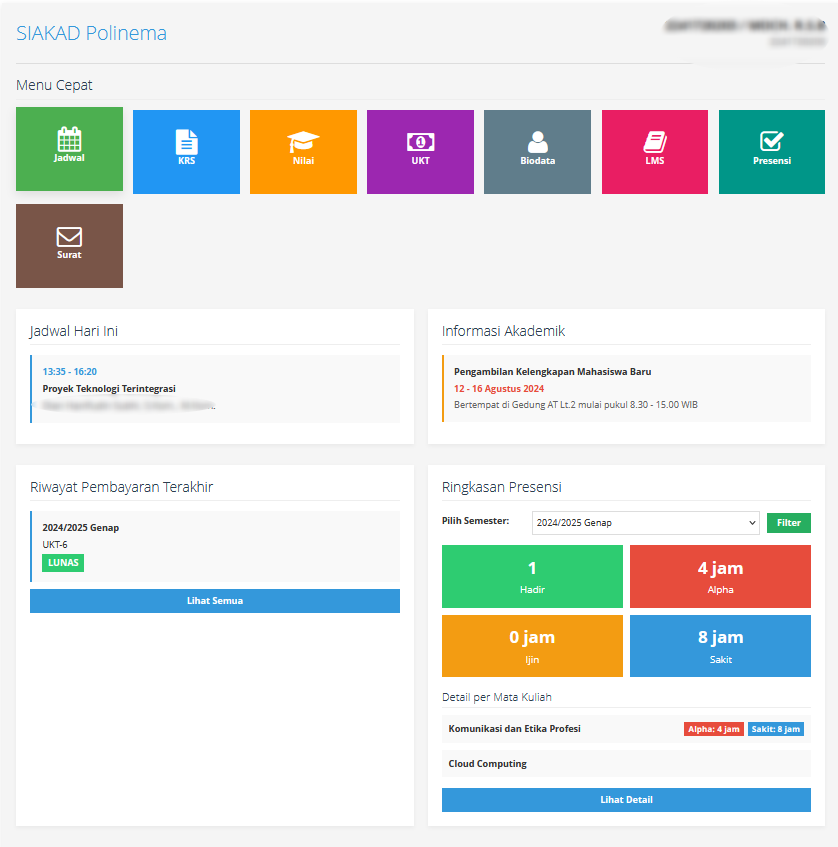 SIAKAD Polinema
Menu Cepat
Jadwal
KRS
Nilai
UKT
Biodata
LMS
Presensi
Surat
Jadwal Hari Ini
13:35 - 16:20
Proyek Teknologi Terintegrasi
Informasi Akademik
Pengambilan Kelengkapan Mahasiswa Baru
12 - 16 Agustus 2024
Bertempat di Gedung AT Lt.2 mulai pukul 8.30 - 15.00 WIB
Riwayat Pembayaran Terakhir
2024/2025 Genap
UKT-6
LUNAS
Lihat Semua
Ringkasan Presensi
Pilih Semester: 2024/2025 Genap Filter
1
Hadir
4 jam
Alpha
0 jam
Ijin
8 jam
Sakit
Detail per Mata Kuliah
Komunikasi dan Etika Profesi Alpha: 4 jam Sakit: 8 jam
Cloud Computing
Lihat Detail